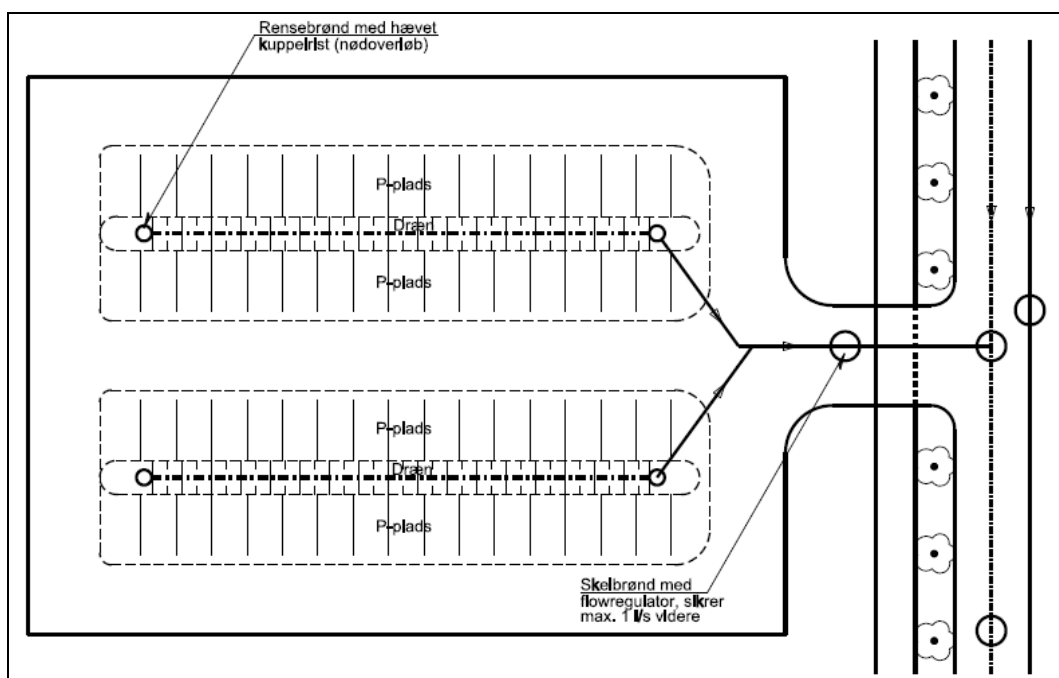 Rensebrønd med hævet
kuppelrist (nødoverløb)
P-plads
Dræn
P-plads
P-plads
Dræn
P-plads
Skelbrønd med
flowregulator, sikrer
max. 1 l/s videre